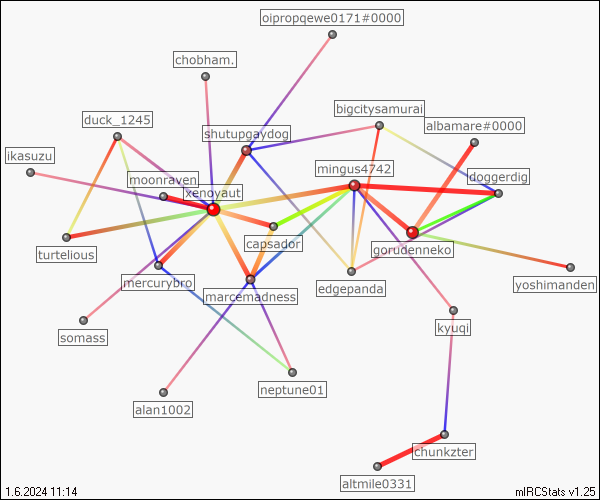 oipropqewe0171#0000
chobham.
bigcitysamurai
duck_1245
albamare#0000
shutupgaydog
ikasuzu
mingus4742
moonraven
doggerdig
xenoyaut
capsador
gorudenneko
turtelious
mercurybro
edgepanda
yoshimanden
marcemadness
somass
kyuqi
neptune01
alan1002
chunkzter
altmile0331
1.6.2024 11:14
mIRCStats v1.25